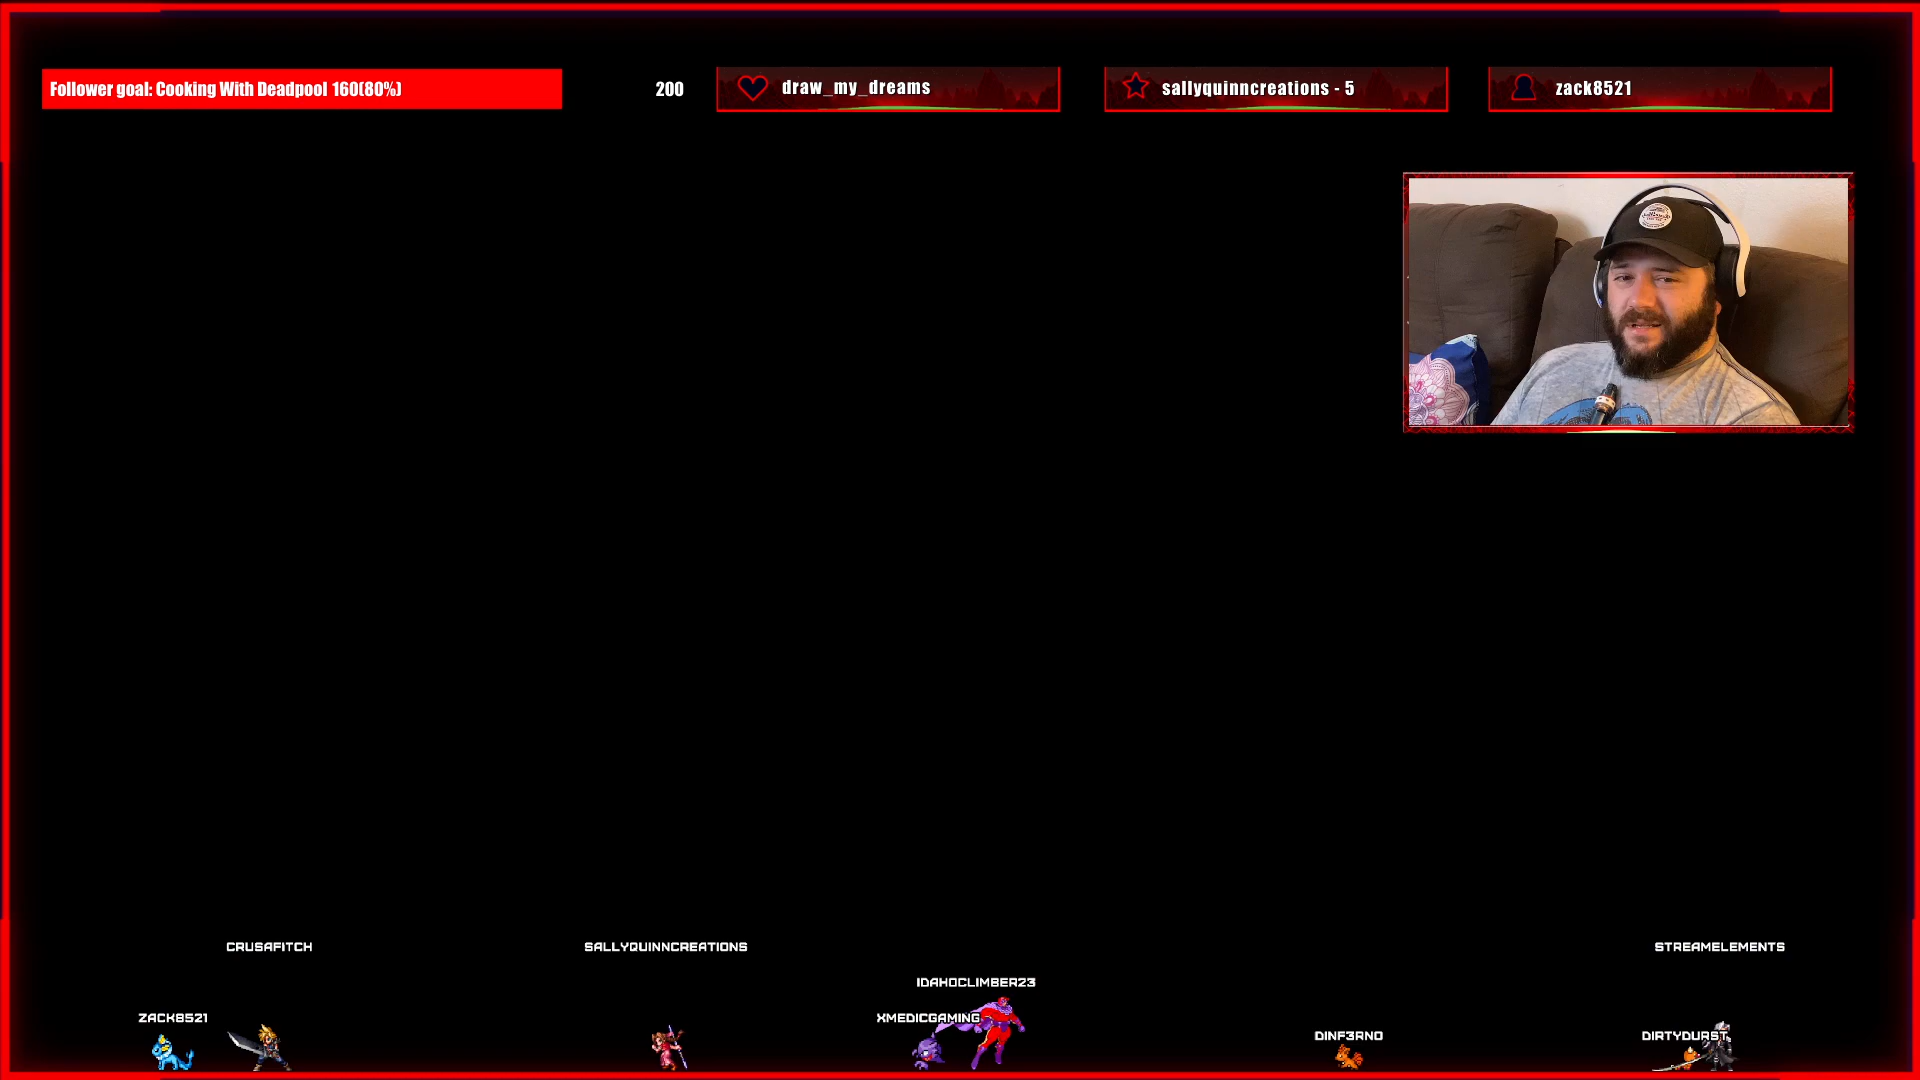 Follower goal: Cooking With Deadpool 160(80%)
200
draw_my_dreams
sallyquinncreations - 5
zack8521
CRUSAFITCH
SALLYQUINNCREATIONS
STREAMELEMENTS
IDAHOCLIMBER23
ZACK8521
XMEDICGAMING
DINF3RNO
DIRTYDURST